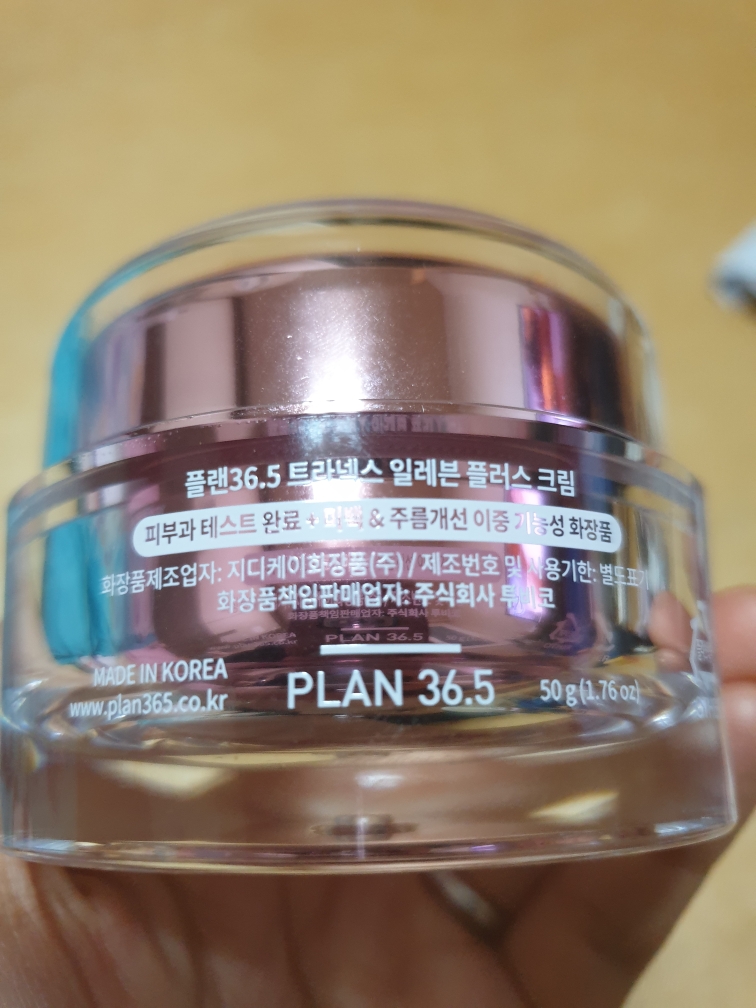 플랜36.5 트라넥스 일레븐 플러스 크림
피부과 테스트 완료 + 미백 & 주름개선 이중 기능성 화장품
화장품제조업자: 지디케이화장품(주) / 제조번호 및 사용기한: 별도표기
화장품책임판매업자: 주식회사 투비코
MADE IN KOREA
www.plan365.co.kr
PLAN 36.5
50 g (1.76 oz)